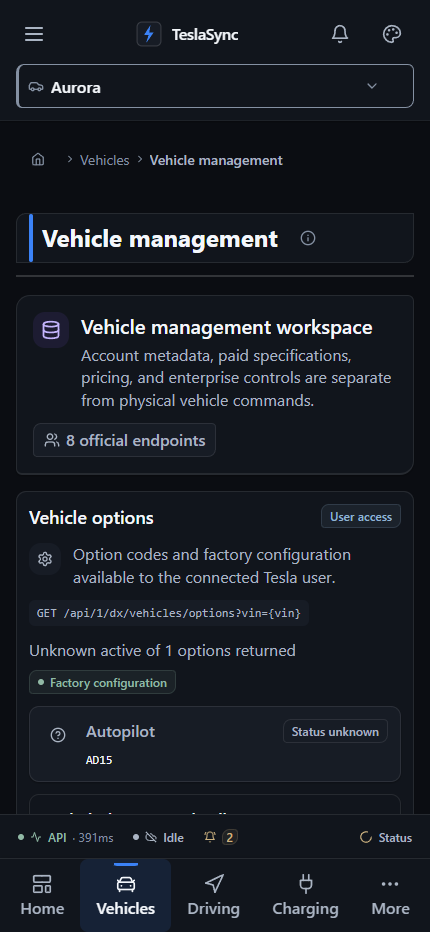 TeslaSync
Aurora
Vehicles
Vehicle management
Vehicle management
Vehicle management workspace
Account metadata, paid specifications,
pricing, and enterprise controls are separate
from physical vehicle commands.
8 official endpoints
Vehicle options
User access
Option codes and factory configuration
available to the connected Tesla user.
GET /api/1/dx/vehicles/options?vin={vin}
Unknown active of 1 options returned
Factory configuration
Autopilot
Status unknown
AD15
API · 391ms
Idle
2
Status
Home
Vehicles
Driving
Charging
More